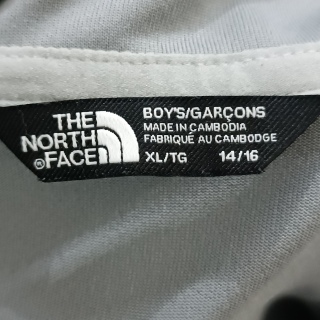 THE
NORTH
FACE
BOY'S/GARÇONS
MADE IN CAMBODIA
FABRIQUÉ AU CAMBODGE
XL/TG 14/16